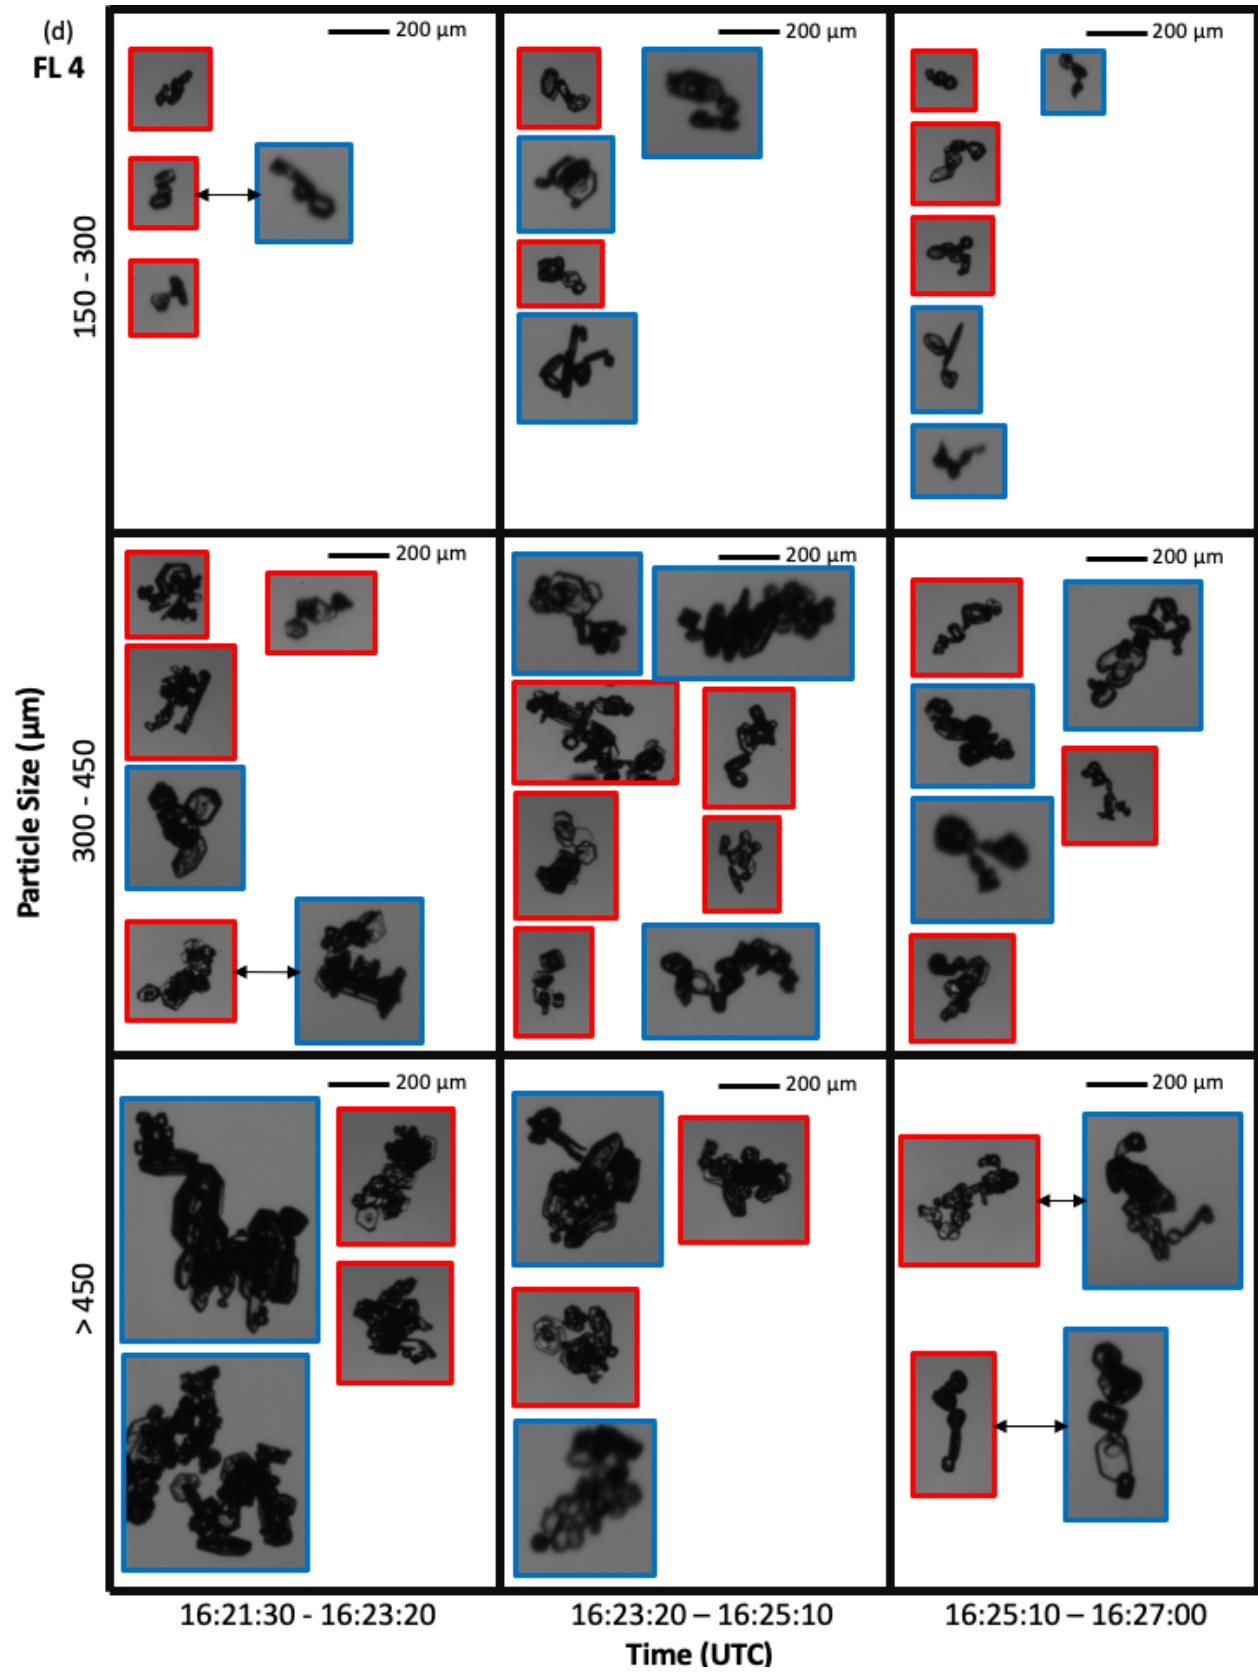 (d)
FL 4
200 µm
200 µm
200 µm
150 - 300
200 µm
200 µm
200 µm
Particle Size (µm)
300 - 450
200 µm
200 µm
200 µm
> 450
16:21:30 - 16:23:20
16:23:20 – 16:25:10
16:25:10 – 16:27:00
Time (UTC)